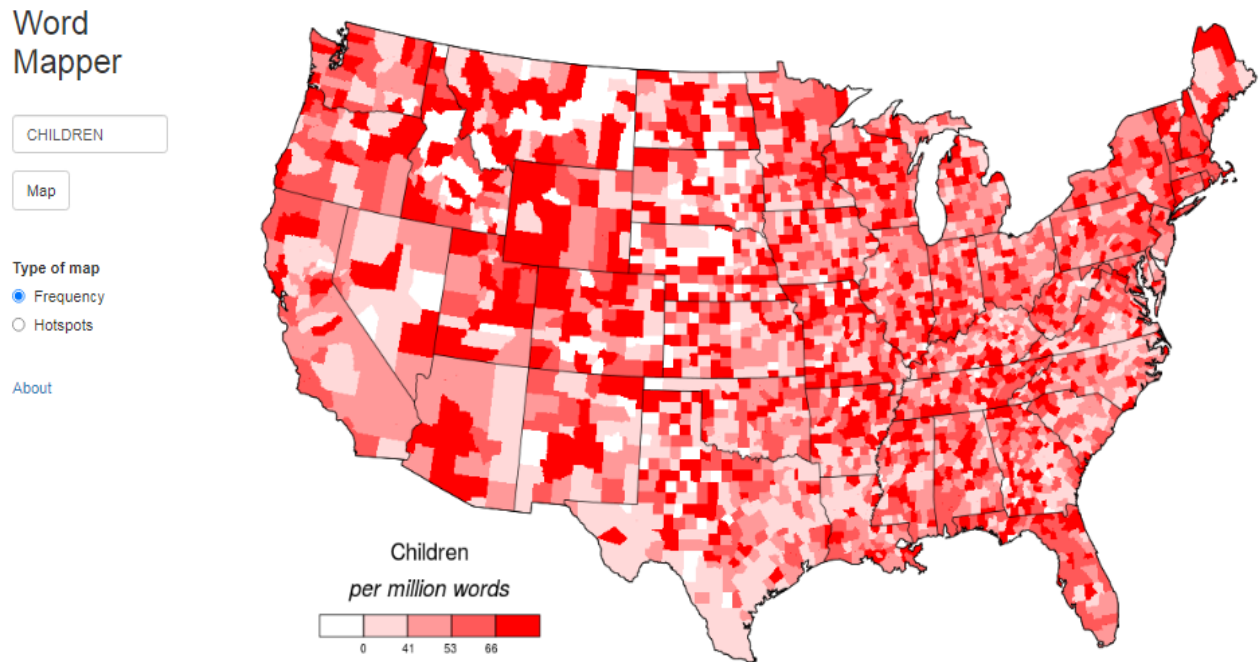 Word
Mapper
CHILDREN
Map
Type of map
Frequency
Hotspots
About
Children
per million words
0 41 53 66